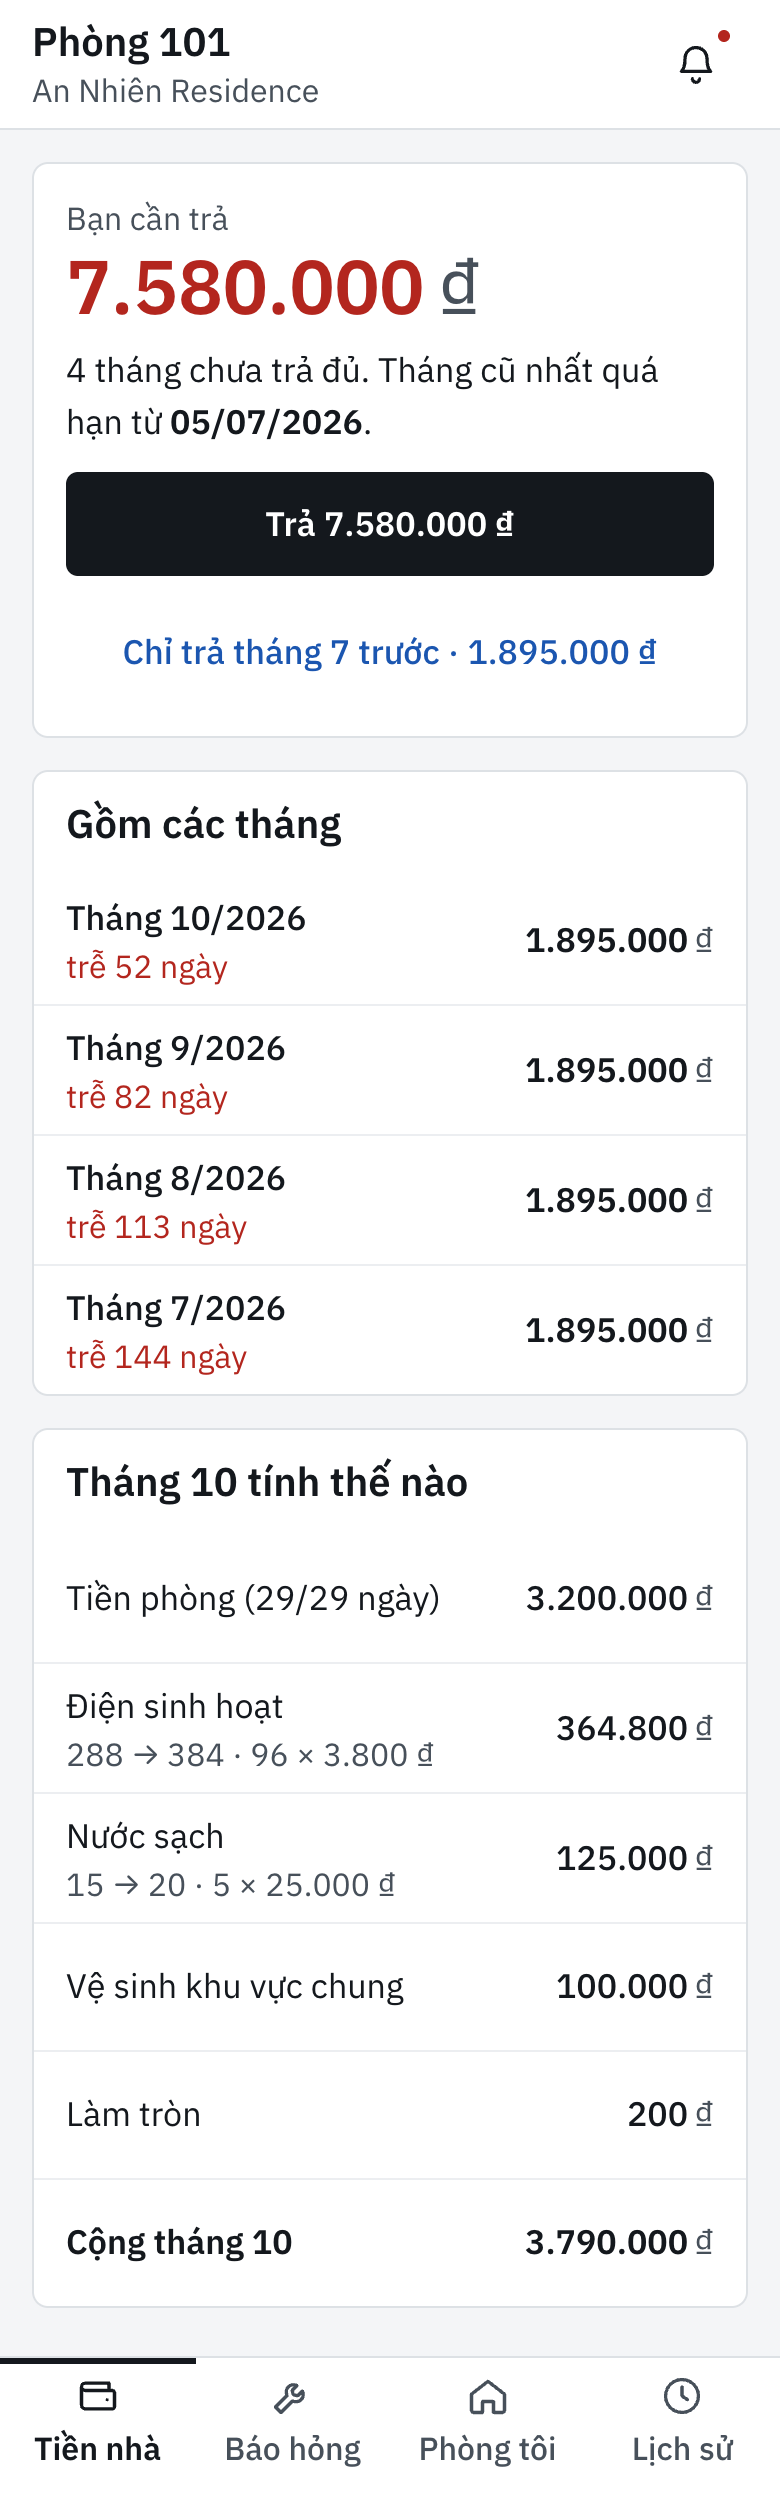 Phòng 101
An Nhiên Residence
Bạn cần trả
7.580.000 đ
4 tháng chưa trả đủ. Tháng cũ nhất quá
hạn từ 05/07/2026.
Trả 7.580.000 đ
Chỉ trả tháng 7 trước · 1.895.000 đ
Gồm các tháng
Tháng 10/2026
1.895.000 đ
trễ 52 ngày
Tháng 9/2026
1.895.000 đ
trễ 82 ngày
Tháng 8/2026
1.895.000 đ
trễ 113 ngày
Tháng 7/2026
1.895.000 đ
trễ 144 ngày
Tháng 10 tính thế nào
Tiền phòng (29/29 ngày) 3.200.000 đ
Điện sinh hoạt
364.800 đ
288 → 384 · 96 × 3.800 đ
Nước sạch
125.000 đ
15 → 20 · 5 × 25.000 đ
Vệ sinh khu vực chung 100.000 đ
Làm tròn 200 đ
Cộng tháng 10 3.790.000 đ
Tiền nhà Báo hỏng Phòng tôi Lịch sử